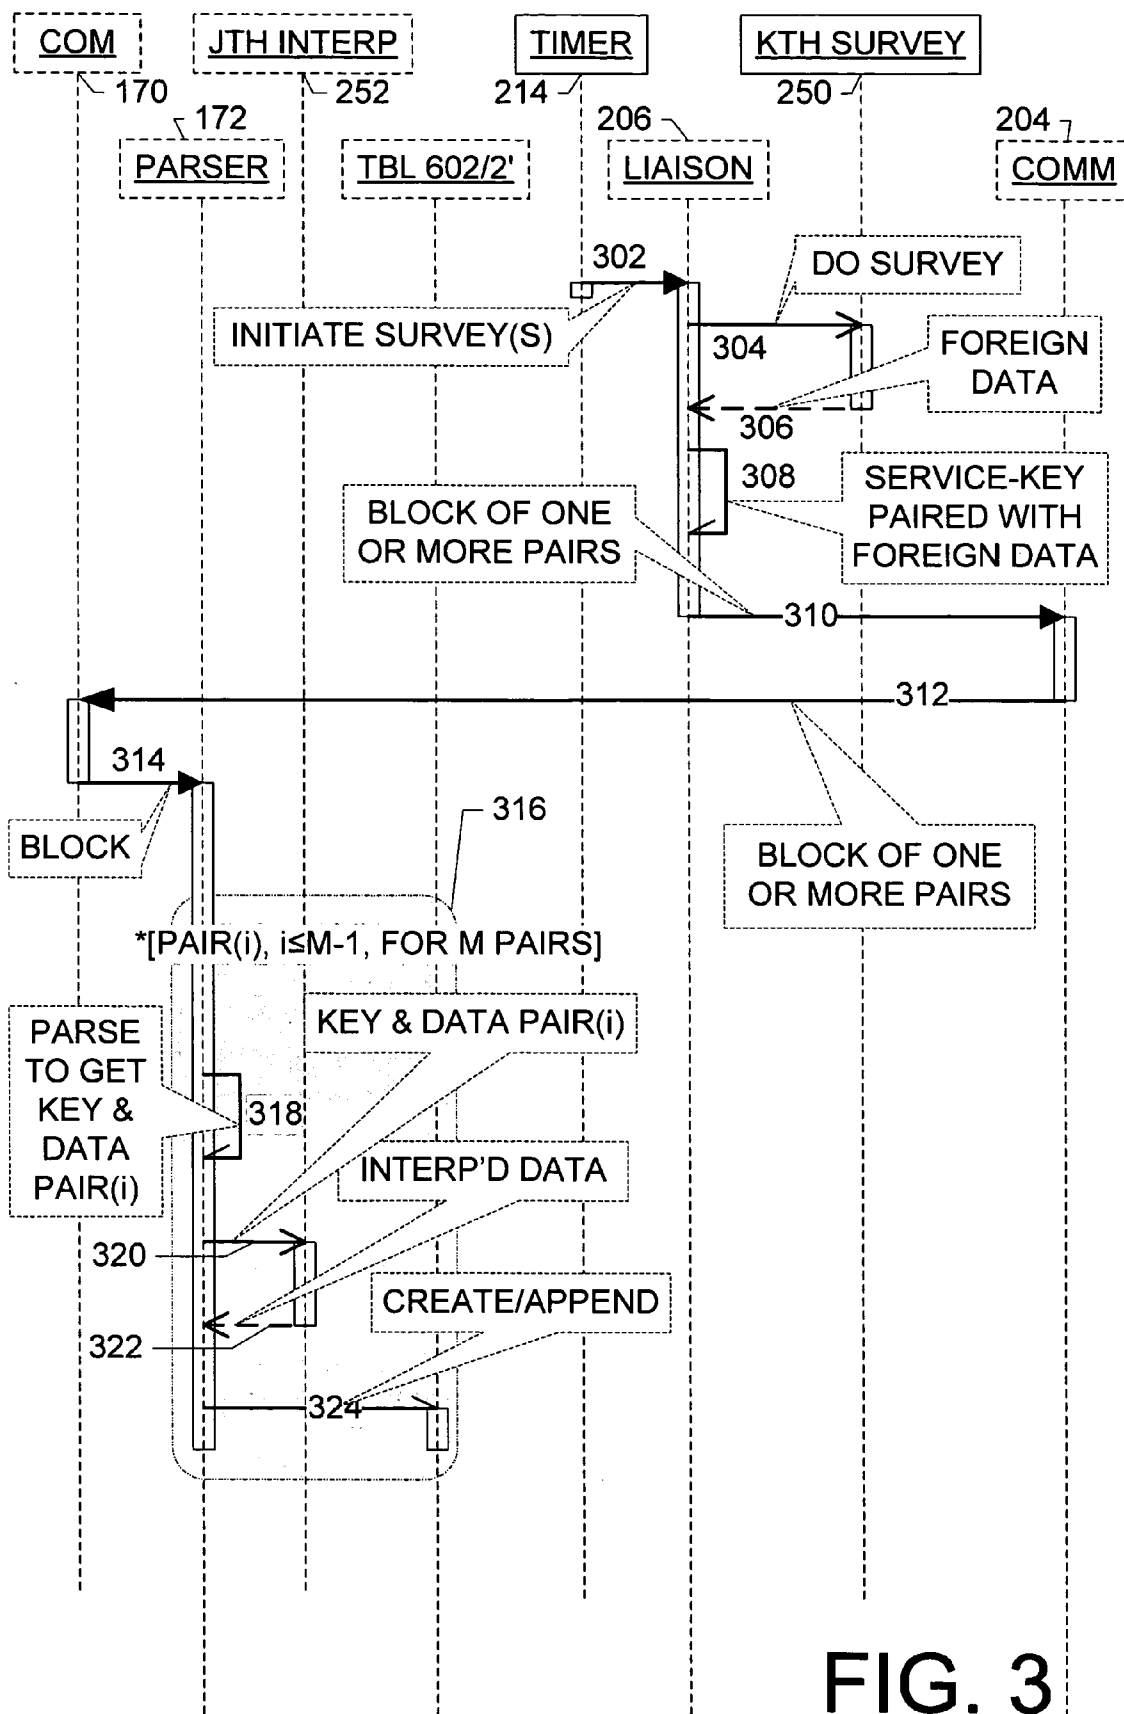 COM
JTH INTERP
TIMER
KTH SURVEY
170
252
214
250
172
206
204
PARSER
TBL 602/2'
LIAISON
COMM
302
DO SURVEY
INITIATE SURVEY(S)
304
FOREIGN
DATA
306
308
SERVICE-KEY
PAIRED WITH
FOREIGN DATA
BLOCK OF ONE
OR MORE PAIRS
310
312
314
316
BLOCK
BLOCK OF ONE
OR MORE PAIRS
*[PAIR(i), i≤M-1, FOR M PAIRS]
KEY & DATA PAIR(i)
PARSE
TO GET
KEY &
DATA
PAIR(i)
318
INTERP'D DATA
320
CREATE/APPEND
322
324
FIG. 3